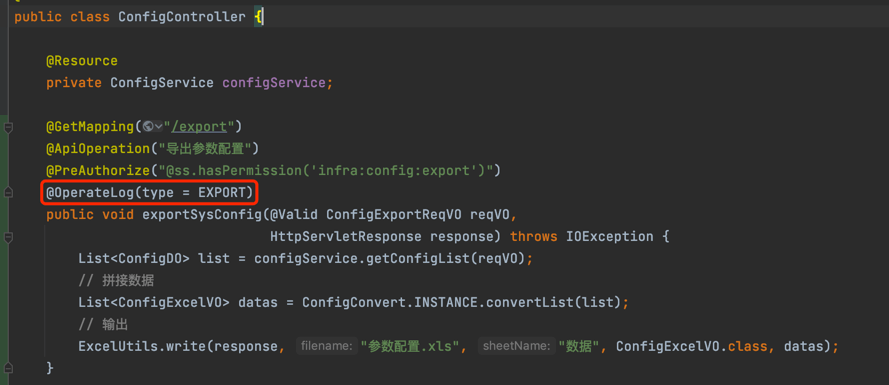 public class ConfigController {
@Resource
private ConfigService configService;
@GetMapping("/export")
@ApiOperation("导出参数配置")
@PreAuthorize("@ss.hasPermission('infra:config:export')")
@OperateLog(type = EXPORT)
public void exportSysConfig(@Valid ConfigExportReqVO reqVO,
HttpServletResponse response) throws IOException {
List<ConfigDO> list = configService.getConfigList(reqVO);
// 拼接数据
List<ConfigExcelVO> datas = ConfigConvert.INSTANCE.convertList(list);
// 输出
ExcelUtils.write(response, filename: "参数配置.xls", sheetName: "数据", ConfigExcelVO.class, datas);
}